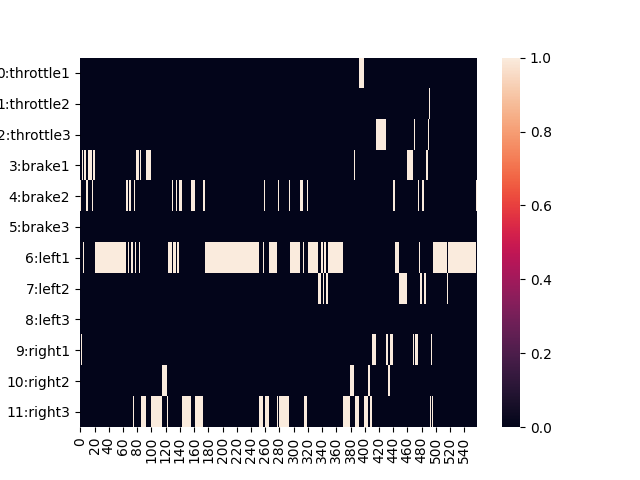 0:throttle1
1:throttle2
2:throttle3
3:brake1
4:brake2
5:brake3
6:left1
7:left2
8:left3
9:right1
10:right2
11:right3
0 20 40 60 80 100 120 140 160 180 200 220 240 260 280 300 320 340 360 380 400 420 440 460 480 500 520 540
1.0
0.8
0.6
0.4
0.2
0.0